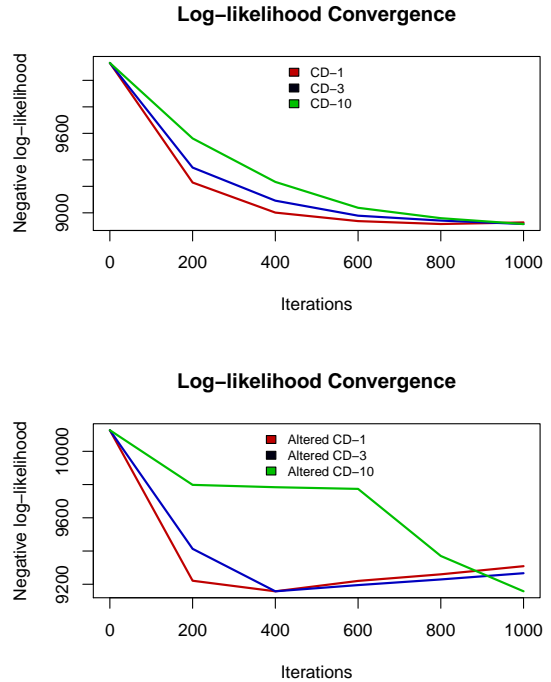 Log−likelihood Convergence
Negative log−likelihood
9600
9000
CD−1
CD−3
CD−10
0 200 400 600 800 1000
Iterations
Log−likelihood Convergence
Negative log−likelihood
10000
9600
9200
Altered CD−1
Altered CD−3
Altered CD−10
0 200 400 600 800 1000
Iterations